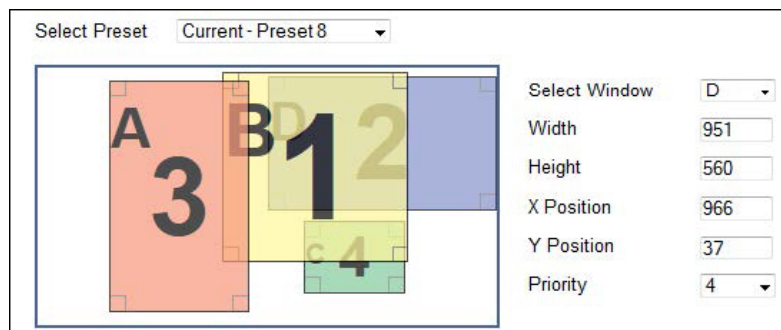 Select Preset Current - Preset 8
Select Window D
Width 951
Height 560
X Position 966
Y Position 37
Priority 4
A 3
B 1
D 2
C 4